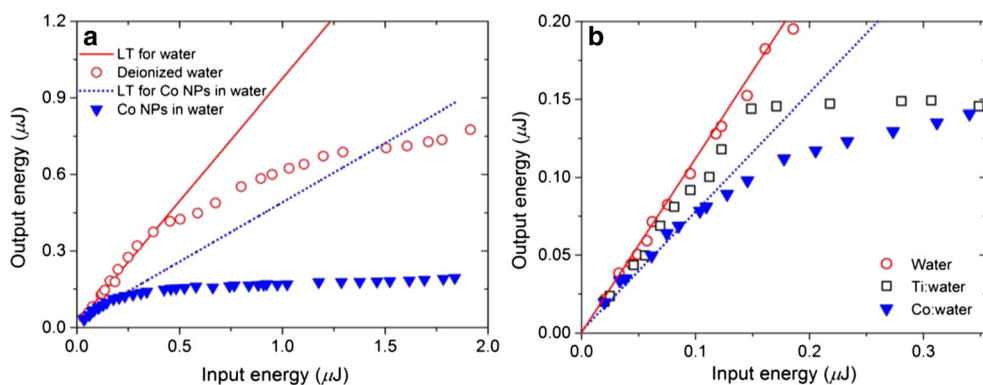 a
LT for water
Deionized water
LT for Co NPs in water
Co NPs in water
Output energy (μJ)
1.2
0.9
0.6
0.3
0.0
0.0 0.5 1.0 1.5 2.0
Input energy (μJ)
b
Water
Ti:water
Co:water
Output energy (μJ)
0.20
0.15
0.10
0.05
0.00
0.0 0.1 0.2 0.3
Input energy (μJ)